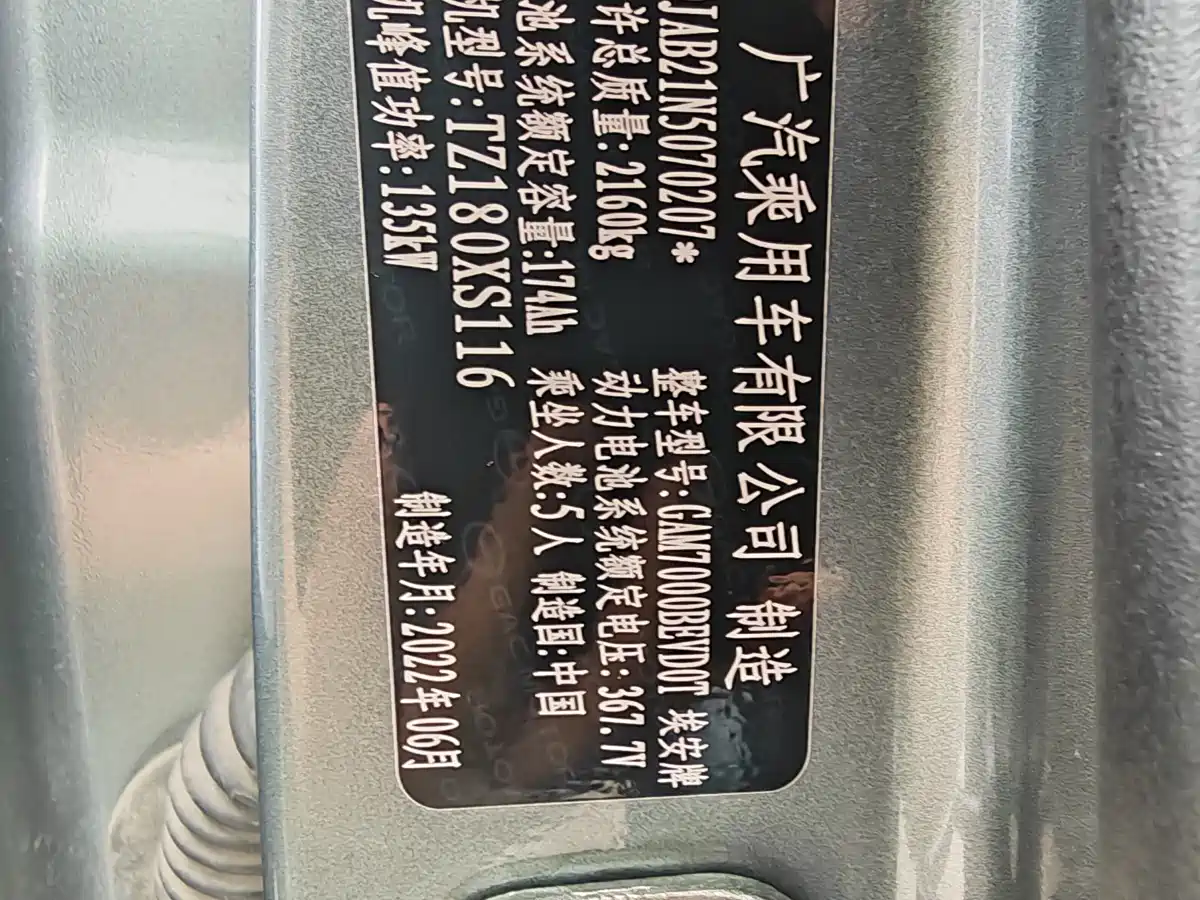 广汽乘用车有限公司 制造
JAB21N5070207* 整车型号:GAM7000BEVD0T 埃安牌
许总质量:2160kg 动力电池系统额定电压:367.7V
池系统额定容量:174Ah 乘坐人数:5人 制造国:中国
机型号:TZ180XS116
机峰值功率:135kW 制造年月:2022年06月